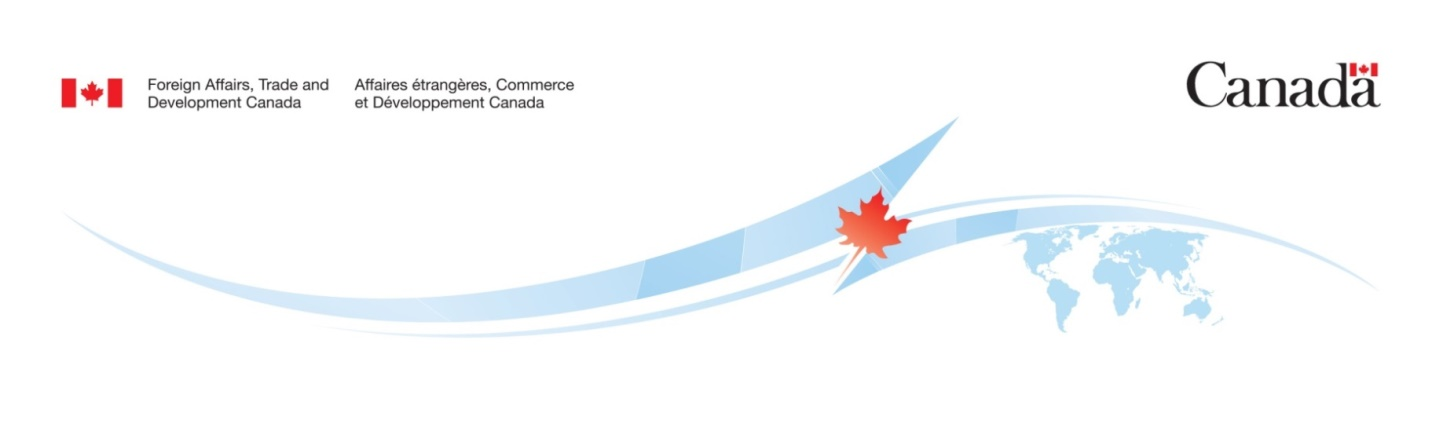 Foreign Affairs, Trade and
Development Canada
Affaires étrangères, Commerce
et Développement Canada
Canada